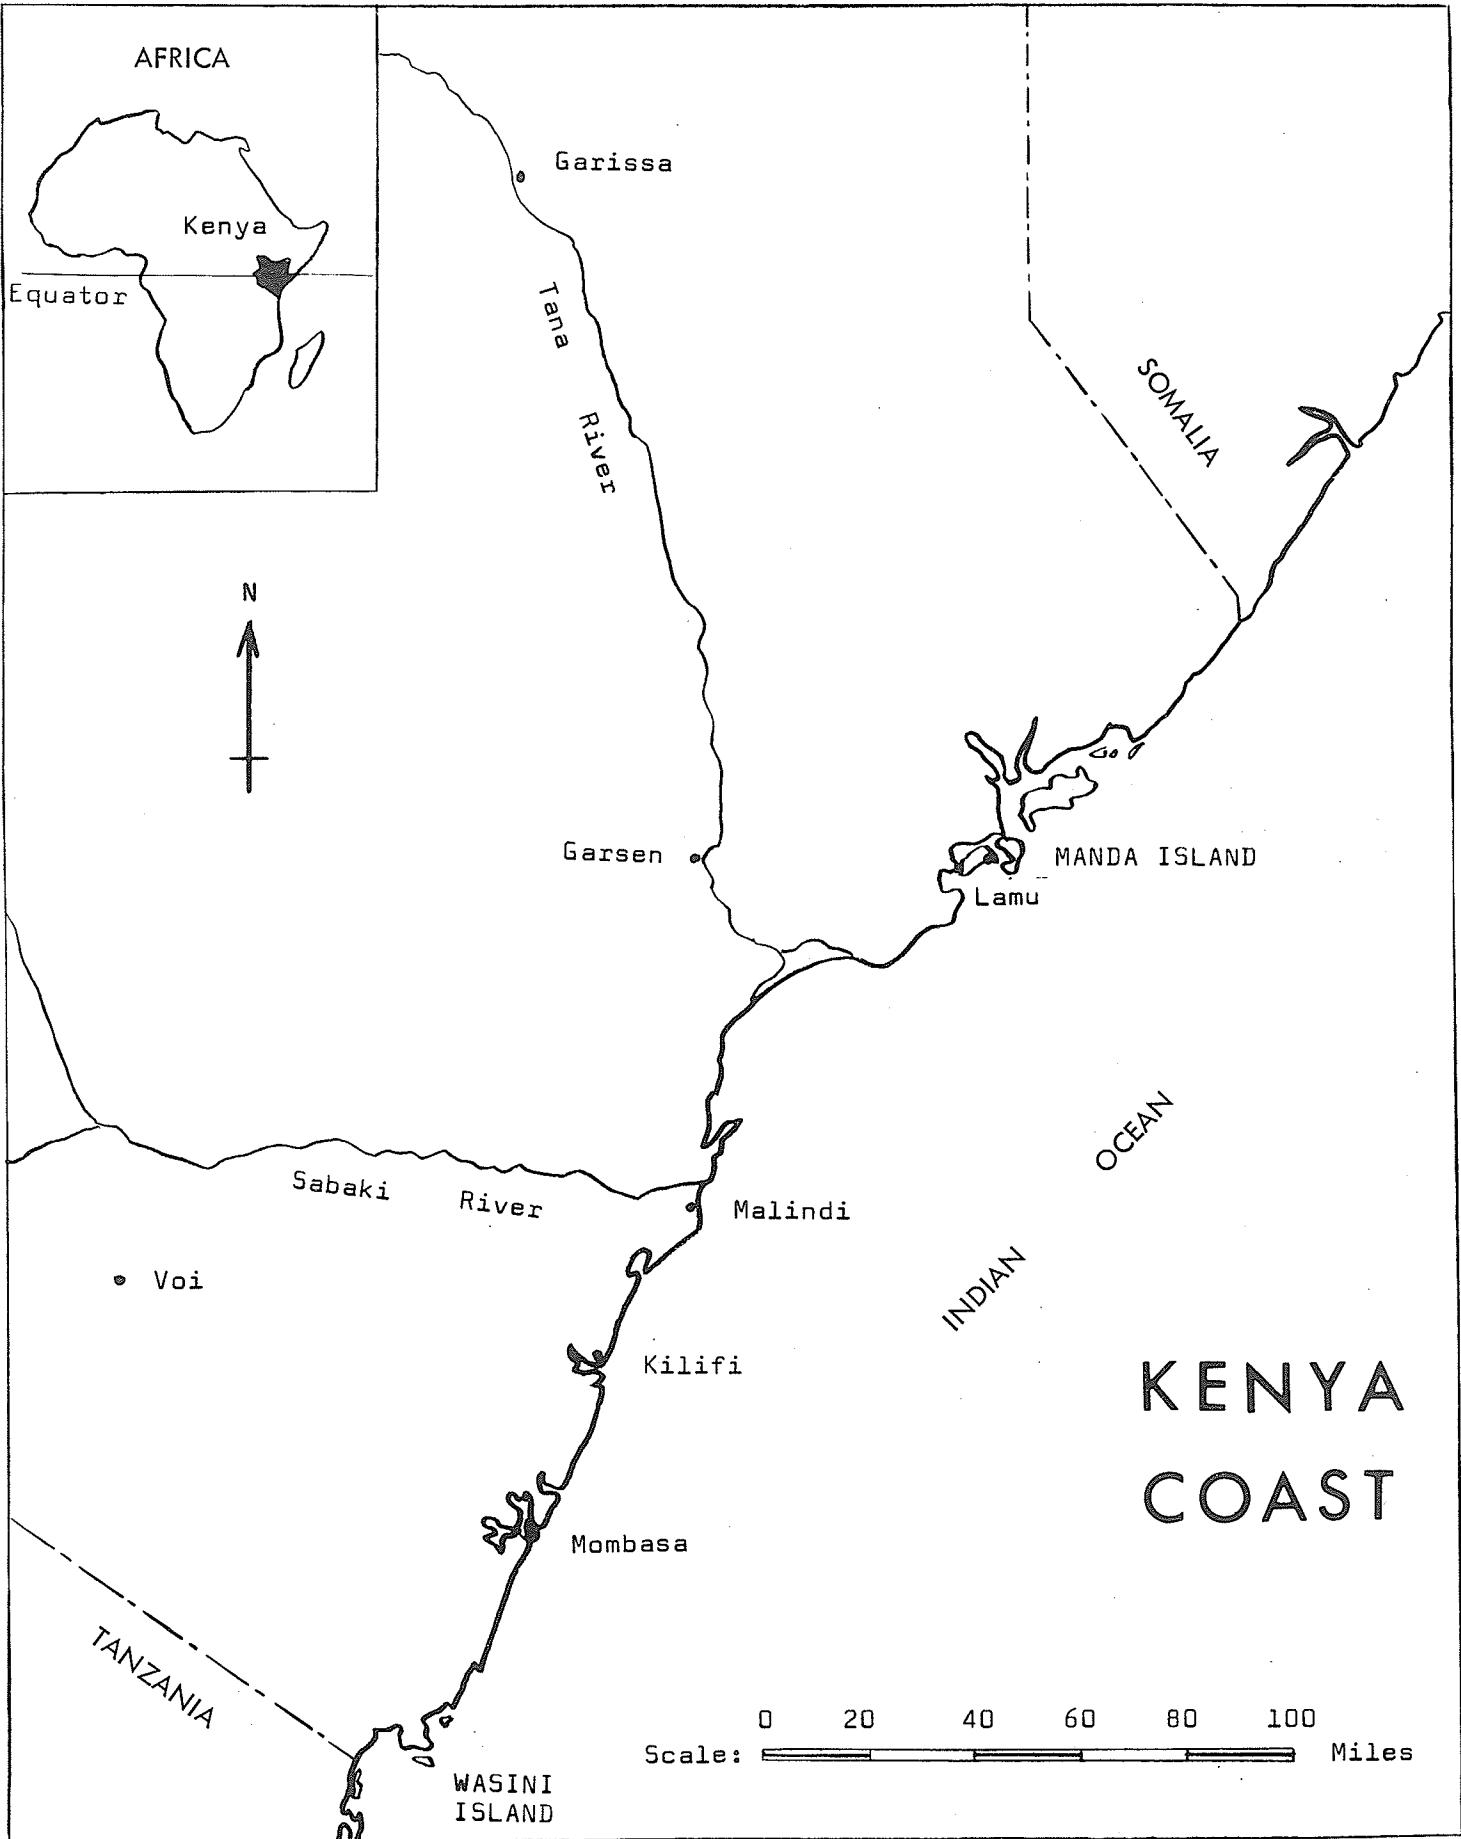 AFRICA
Kenya
Equator
Garissa
Tana
River
SOMALIA
N
Garsen
MANDA ISLAND
Lamu
OCEAN
INDIAN
Sabaki
River
Malindi
Voi
Kilifi
KENYA
COAST
Mombasa
TANZANIA
0 20 40 60 80 100
Scale: Miles
WASINI
ISLAND